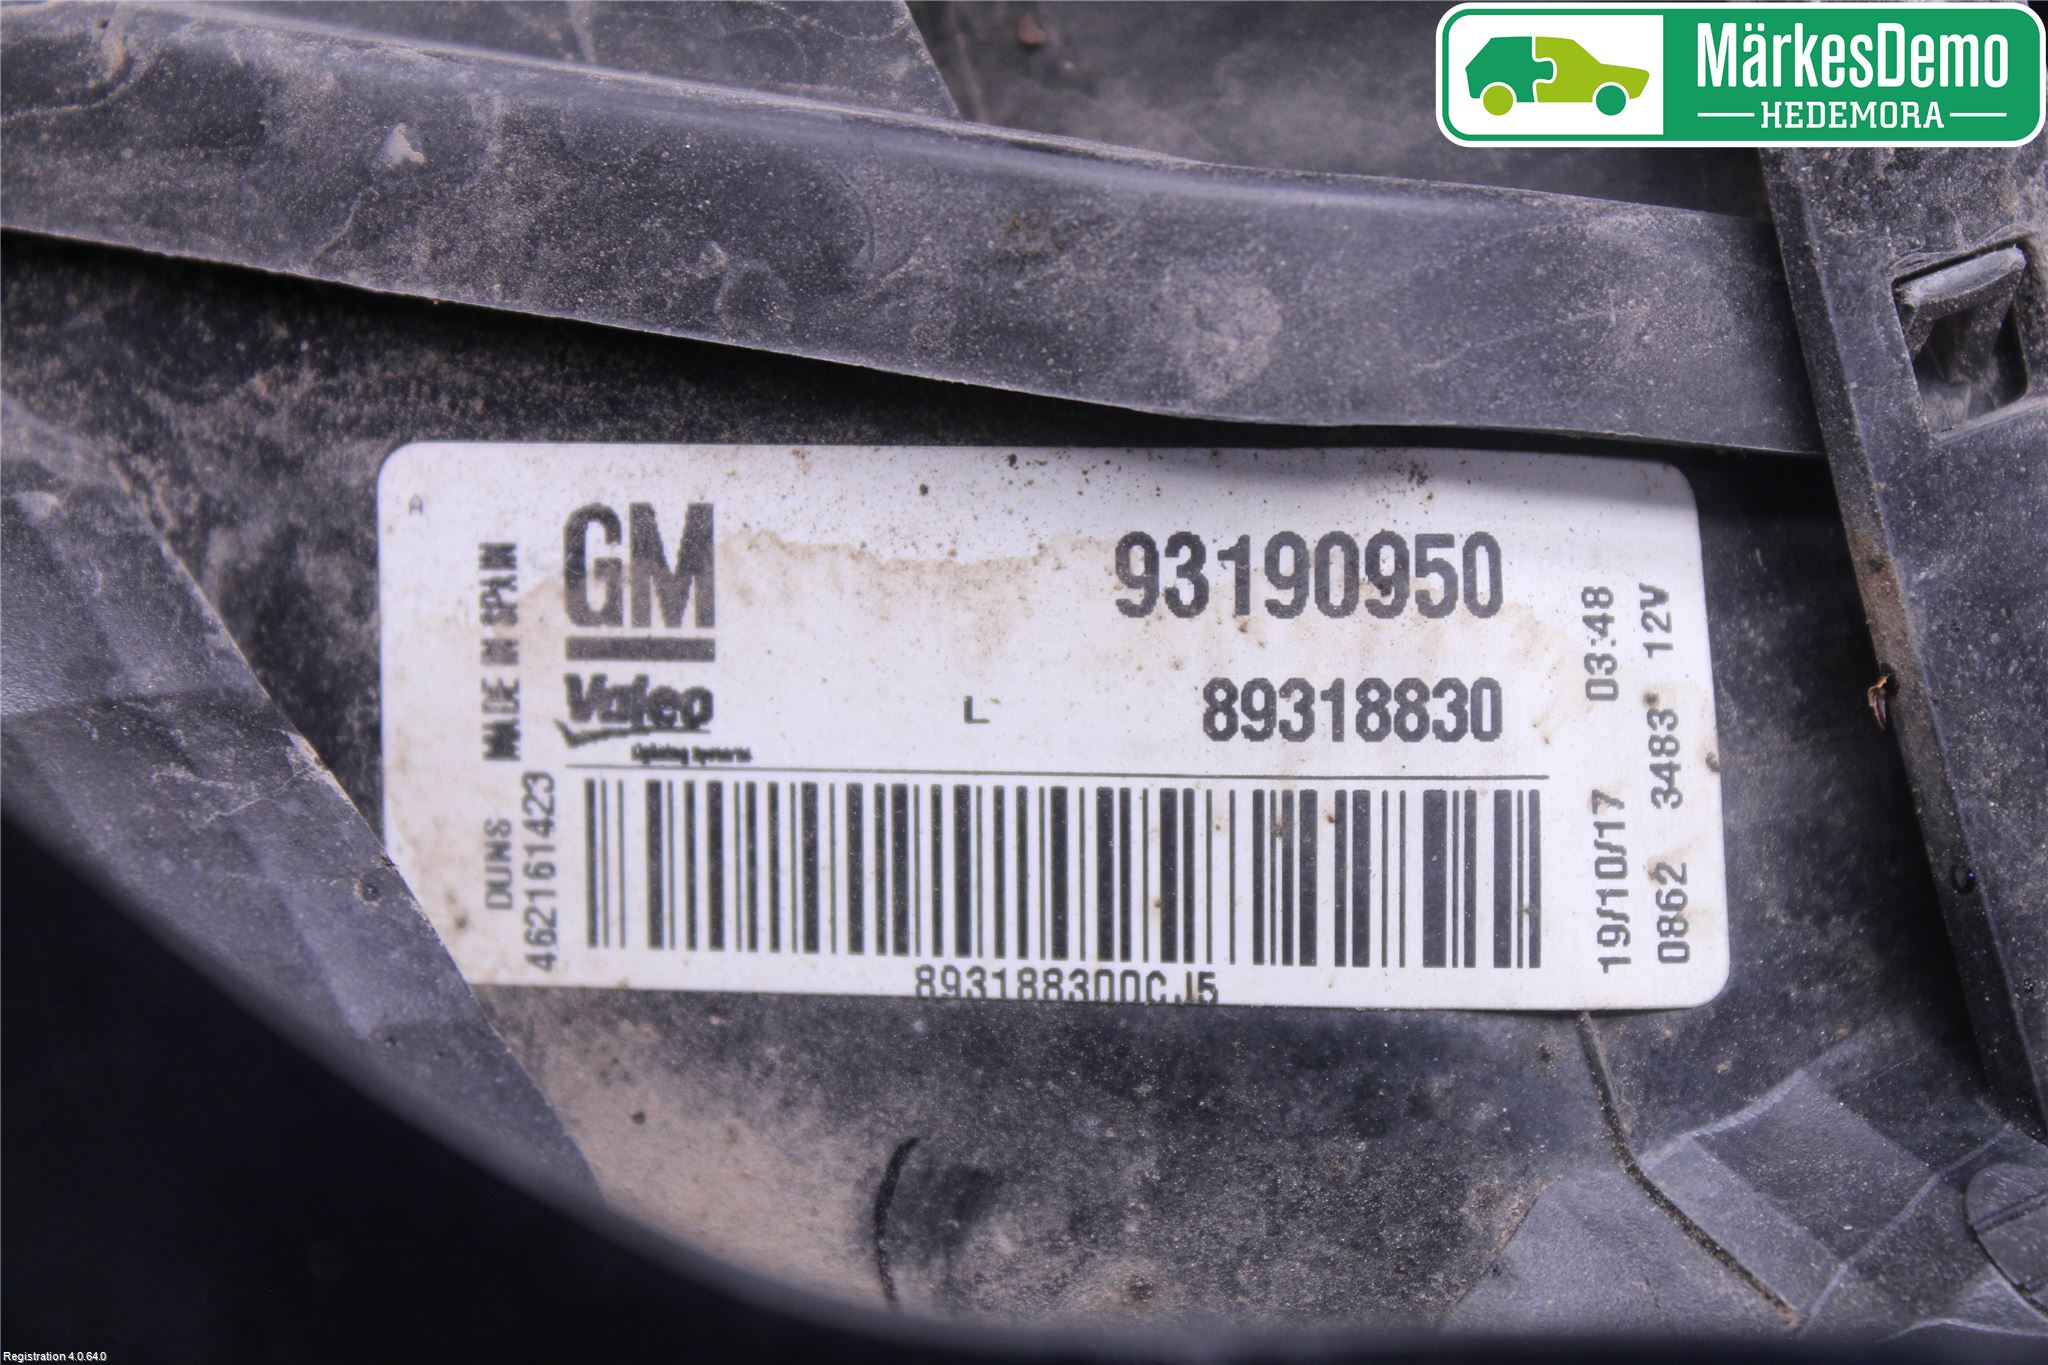 MärkesDemo
HEDEMORA
MADE IN SPAIN
GM
93190950
Valeo
L
89318830
03:48
12V
DUNS
462161423
19/10/17
0862 3483
893188300CJ5
Registration 4.0.64.0